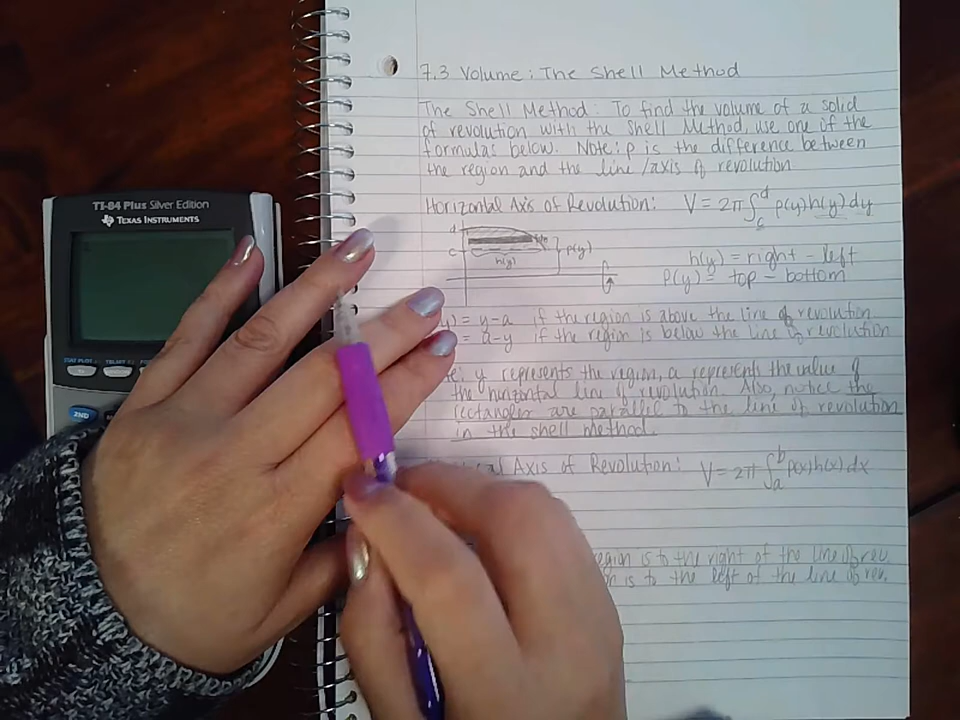 7.3 Volume: The Shell Method
The Shell Method: To find the volume of a solid
of revolution with the Shell Method, use one of the
formulas below. Note: p is the difference between
the region and the line/axis of revolution
Horizontal Axis of Revolution: V = 2π∫_c^d p(y)h(y)dy
d
c
h(y)
p(y)
h(y) = right - left
P(y) = top - bottom
y) = y-a if the region is above the line of revolution
= a-y if the region is below the line of revolution
y represents the region, a represents the value of
the horizontal line of revolution. Also, notice the
rectangles are parallel to the line of revolution
in the shell method.
Axis of Revolution: V = 2π∫_a^b p(x)h(x)dx
region is to the right of the line of rev.
is to the left of the line of rev.
TI-84 Plus Silver Edition
TEXAS INSTRUMENTS
STAT PLOT
2ND